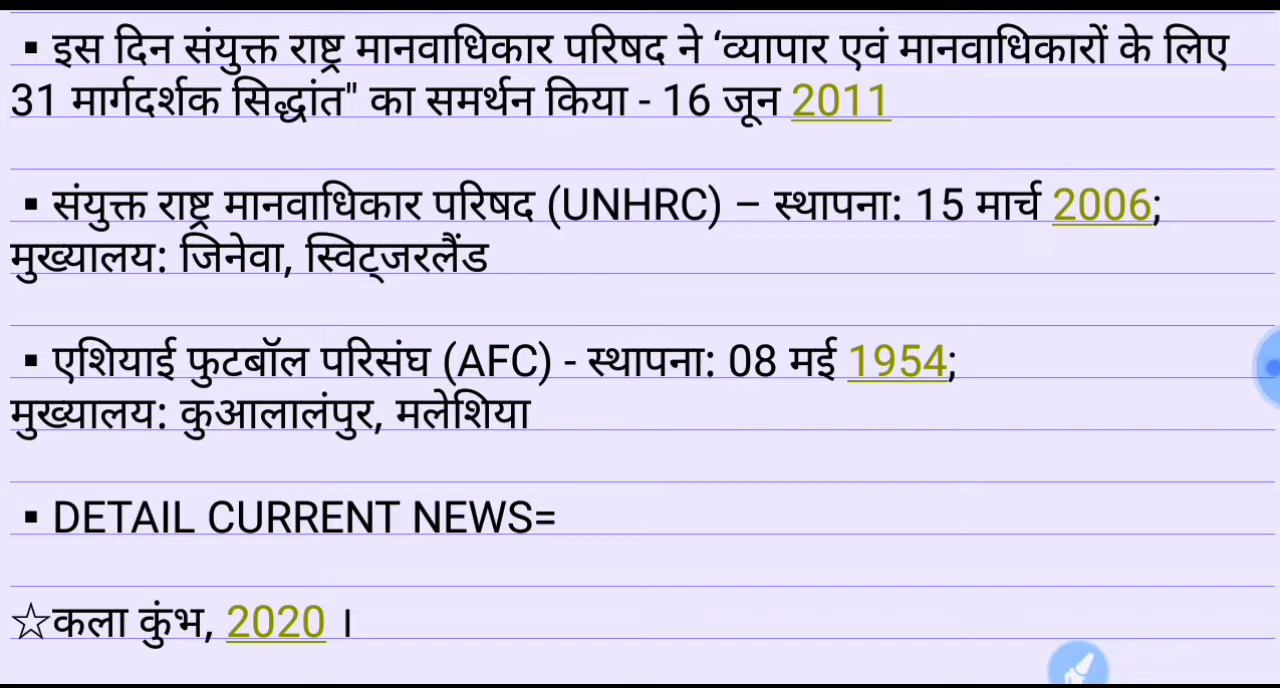 ▪ इस दिन संयुक्त राष्ट्र मानवाधिकार परिषद ने ‘व्यापार एवं मानवाधिकारों के लिए
31 मार्गदर्शक सिद्धांत" का समर्थन किया - 16 जून 2011
▪ संयुक्त राष्ट्र मानवाधिकार परिषद (UNHRC) – स्थापना: 15 मार्च 2006;
मुख्यालय: जिनेवा, स्विट्जरलैंड
▪ एशियाई फुटबॉल परिसंघ (AFC) - स्थापना: 08 मई 1954;
मुख्यालय: कुआलालंपुर, मलेशिया
▪ DETAIL CURRENT NEWS=
☆कला कुंभ, 2020 ।